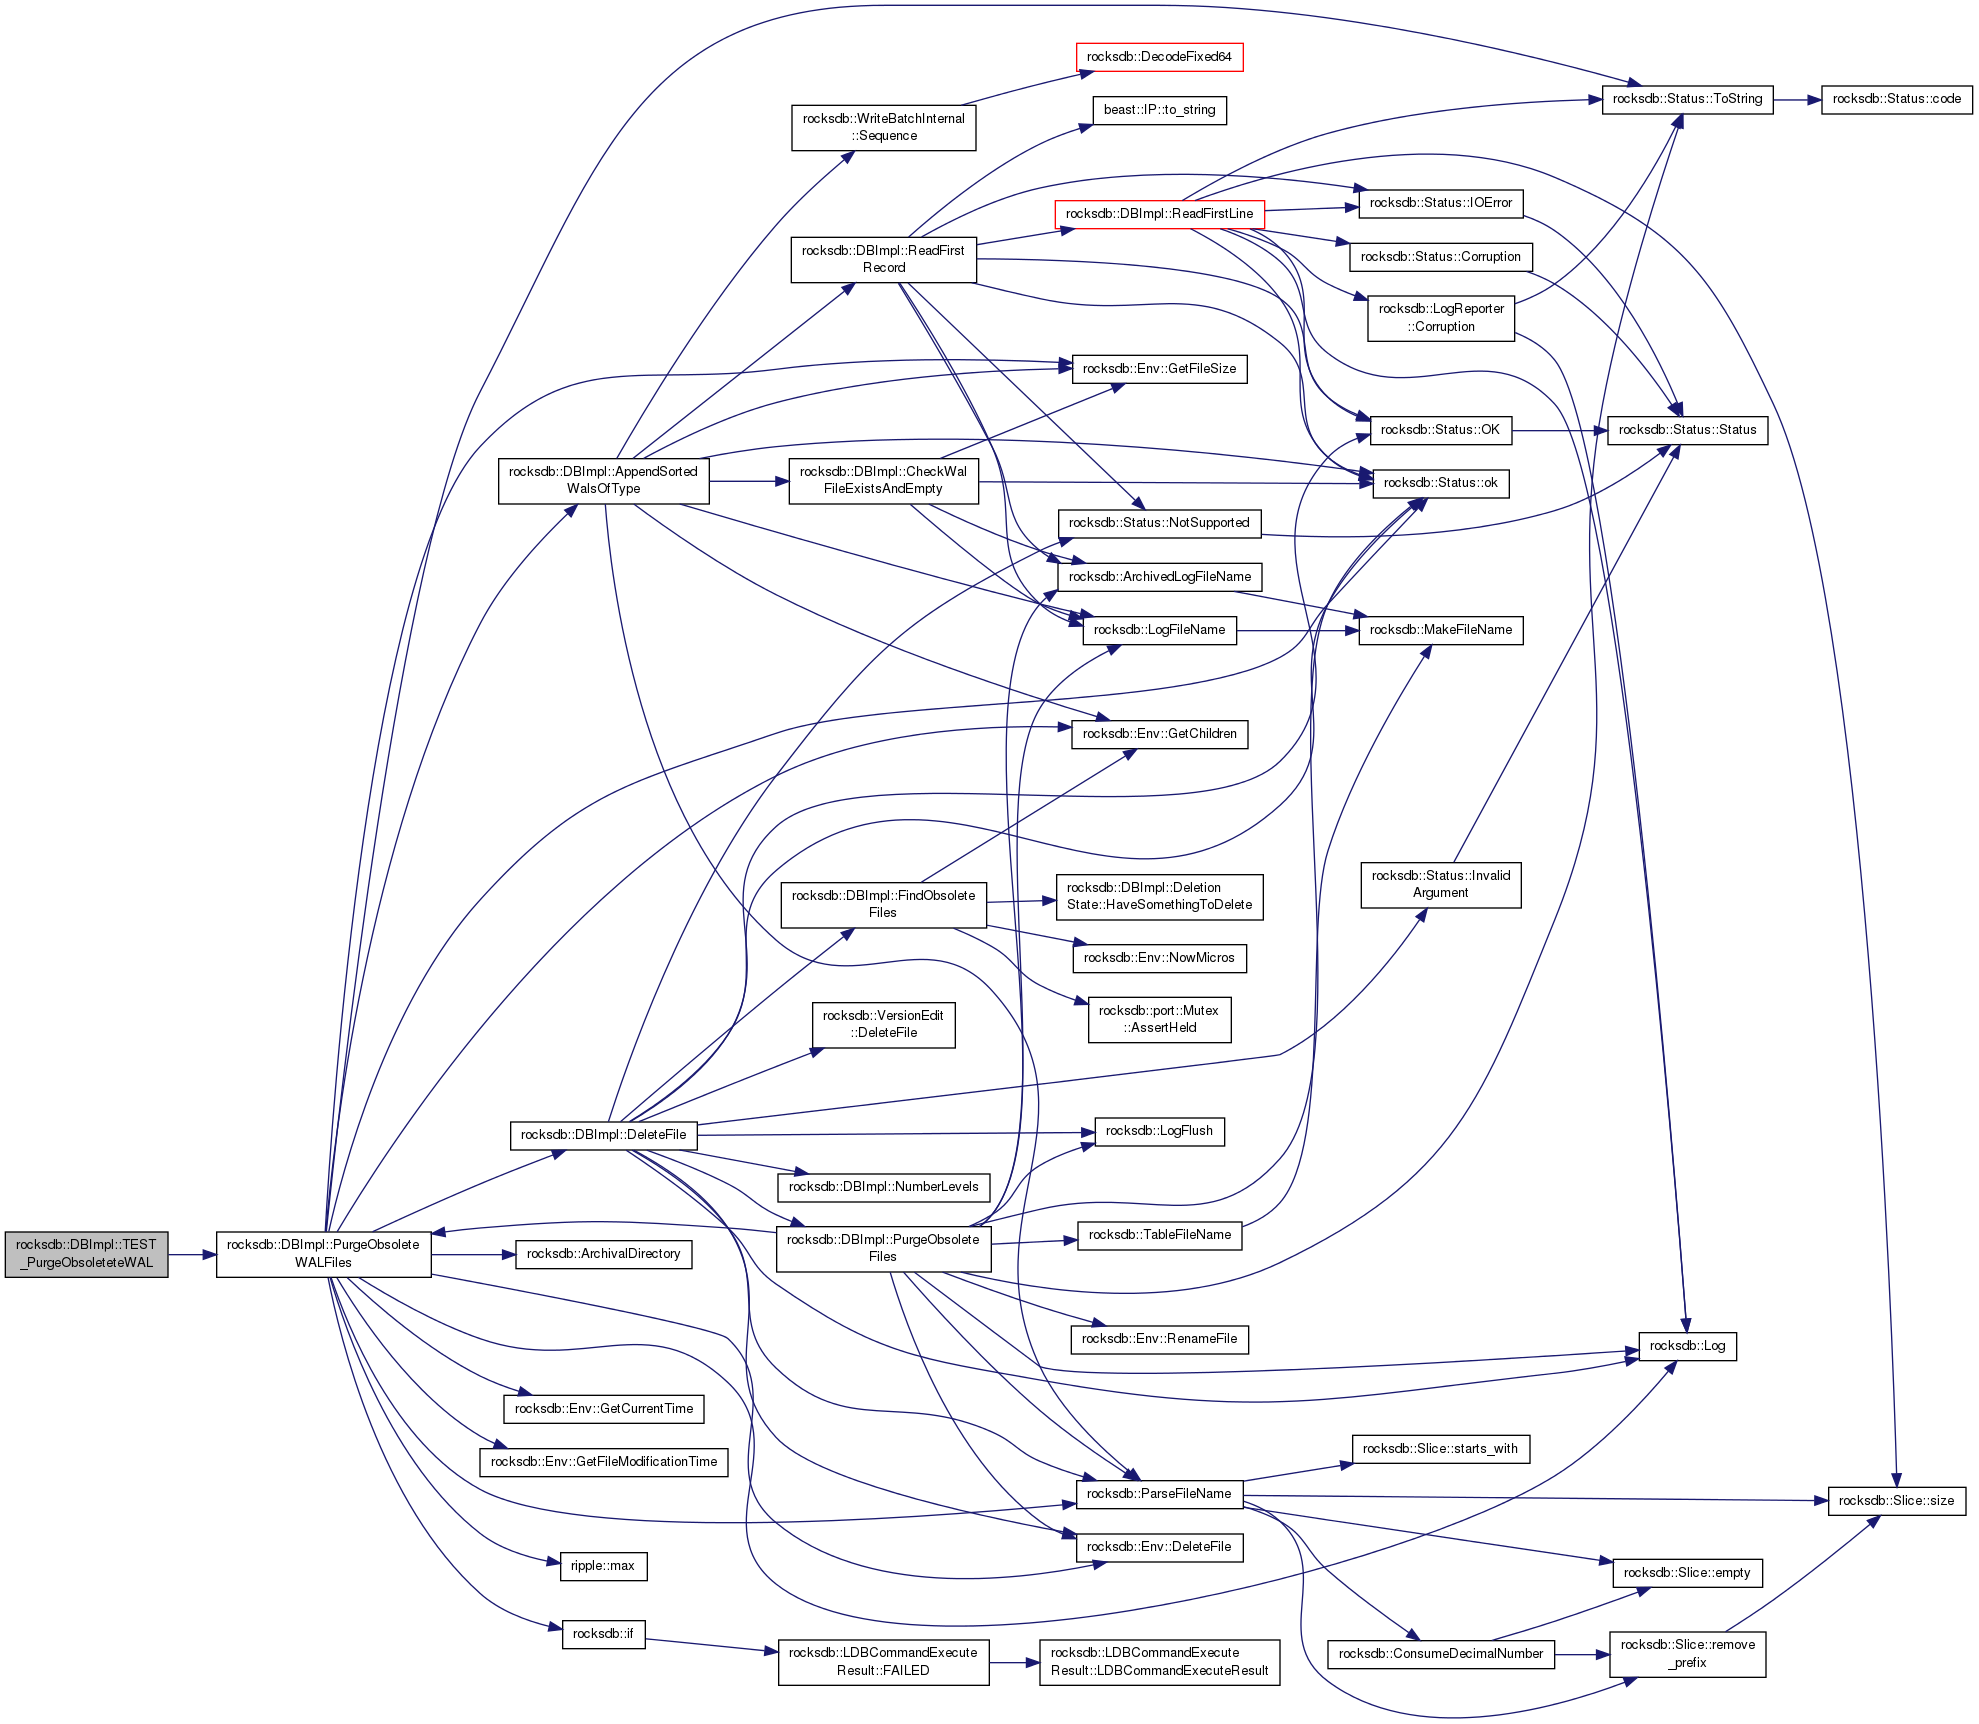 rocksdb::DBImpl::TEST
_PurgeObsoleteteWAL
rocksdb::DBImpl::PurgeObsolete
WALFiles
rocksdb::DBImpl::AppendSorted
WalsOfType
rocksdb::DBImpl::DeleteFile
rocksdb::ArchivalDirectory
rocksdb::Env::GetCurrentTime
rocksdb::Env::GetFileModificationTime
ripple::max
rocksdb::if
rocksdb::WriteBatchInternal
::Sequence
rocksdb::DBImpl::ReadFirst
Record
rocksdb::DBImpl::CheckWal
FileExistsAndEmpty
rocksdb::DBImpl::FindObsolete
Files
rocksdb::VersionEdit
::DeleteFile
rocksdb::DBImpl::NumberLevels
rocksdb::DBImpl::PurgeObsolete
Files
rocksdb::LDBCommandExecute
Result::FAILED
rocksdb::DecodeFixed64
beast::IP::to_string
rocksdb::DBImpl::ReadFirstLine
rocksdb::Env::GetFileSize
rocksdb::Status::NotSupported
rocksdb::ArchivedLogFileName
rocksdb::LogFileName
rocksdb::Env::GetChildren
rocksdb::DBImpl::Deletion
State::HaveSomethingToDelete
rocksdb::Env::NowMicros
rocksdb::port::Mutex
::AssertHeld
rocksdb::LogFlush
rocksdb::TableFileName
rocksdb::Env::RenameFile
rocksdb::ParseFileName
rocksdb::Env::DeleteFile
rocksdb::LDBCommandExecute
Result::LDBCommandExecuteResult
rocksdb::Status::IOError
rocksdb::Status::Corruption
rocksdb::LogReporter
::Corruption
rocksdb::Status::OK
rocksdb::Status::ok
rocksdb::MakeFileName
rocksdb::Status::Invalid
Argument
rocksdb::Slice::starts_with
rocksdb::ConsumeDecimalNumber
rocksdb::Status::ToString
rocksdb::Status::Status
rocksdb::Log
rocksdb::Slice::empty
rocksdb::Slice::remove
_prefix
rocksdb::Status::code
rocksdb::Slice::size